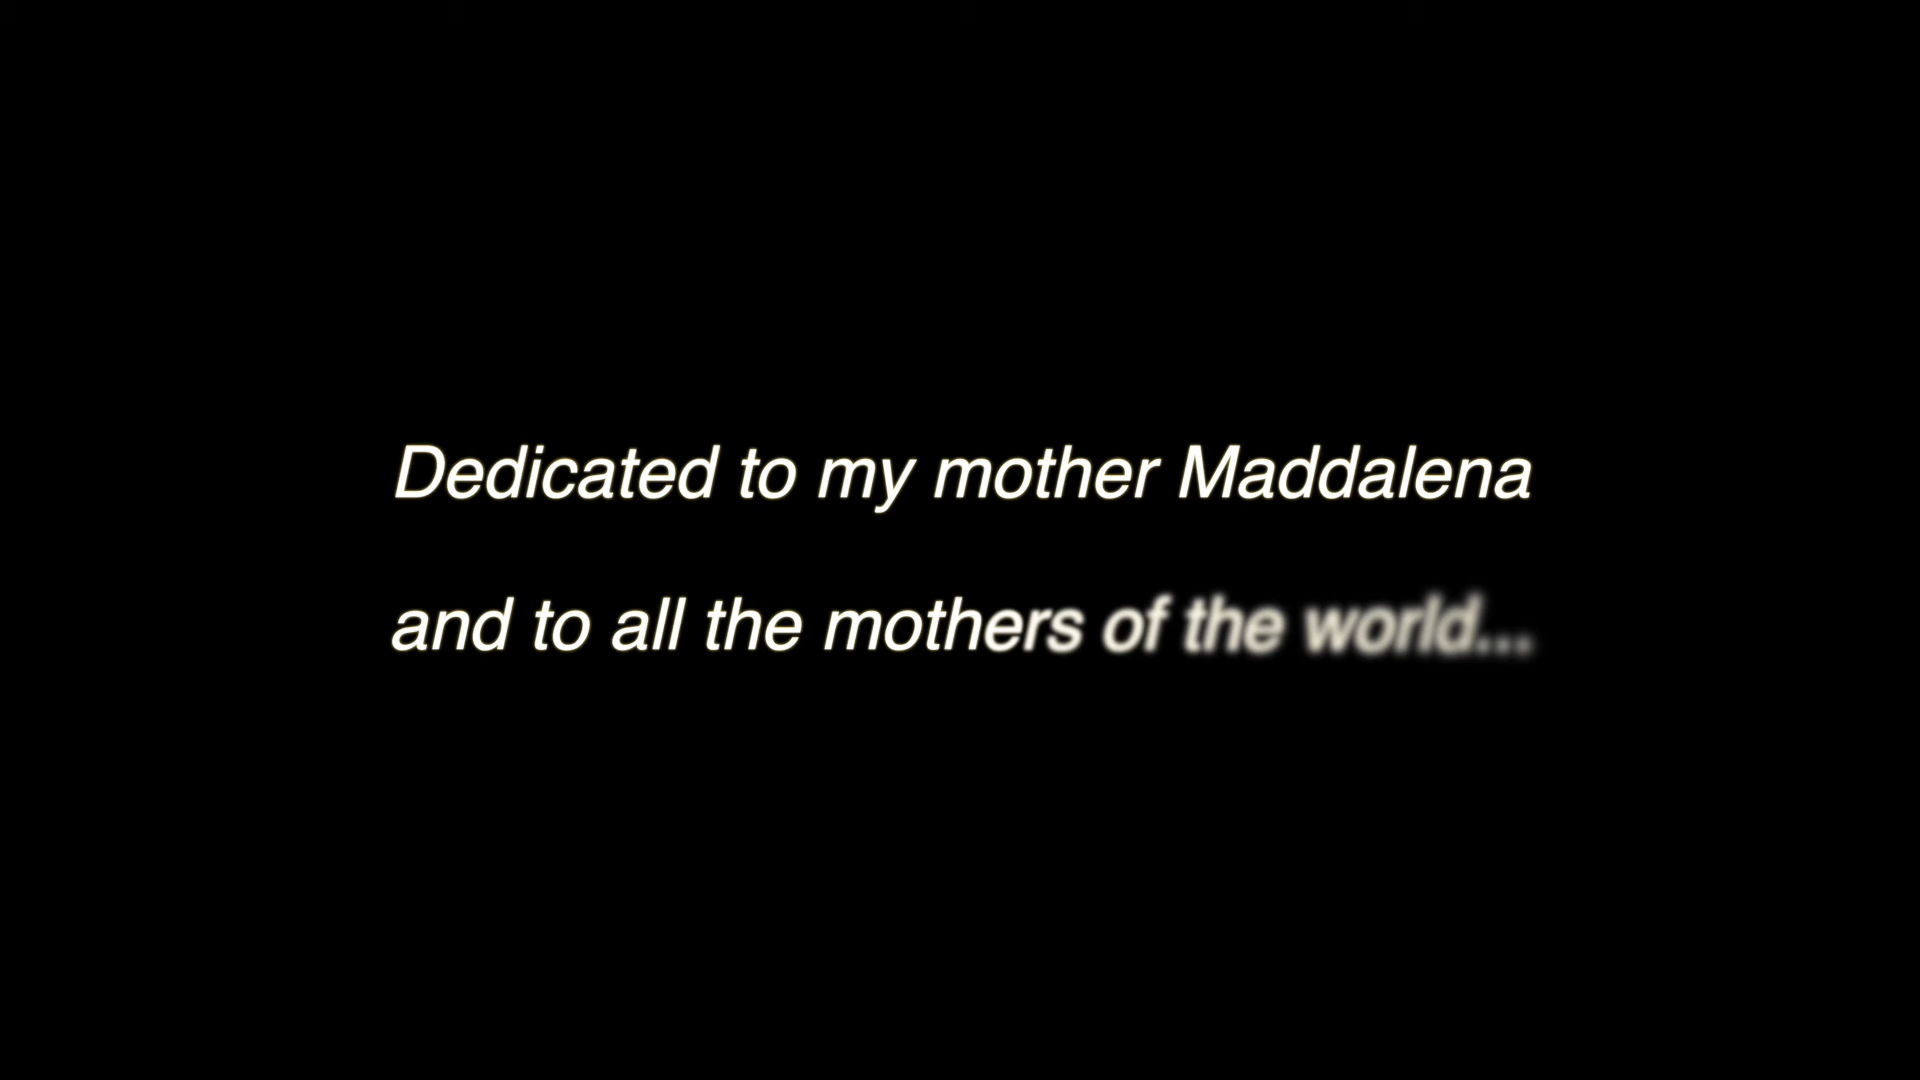 Dedicated to my mother Maddalena
and to all the mothers of the world...